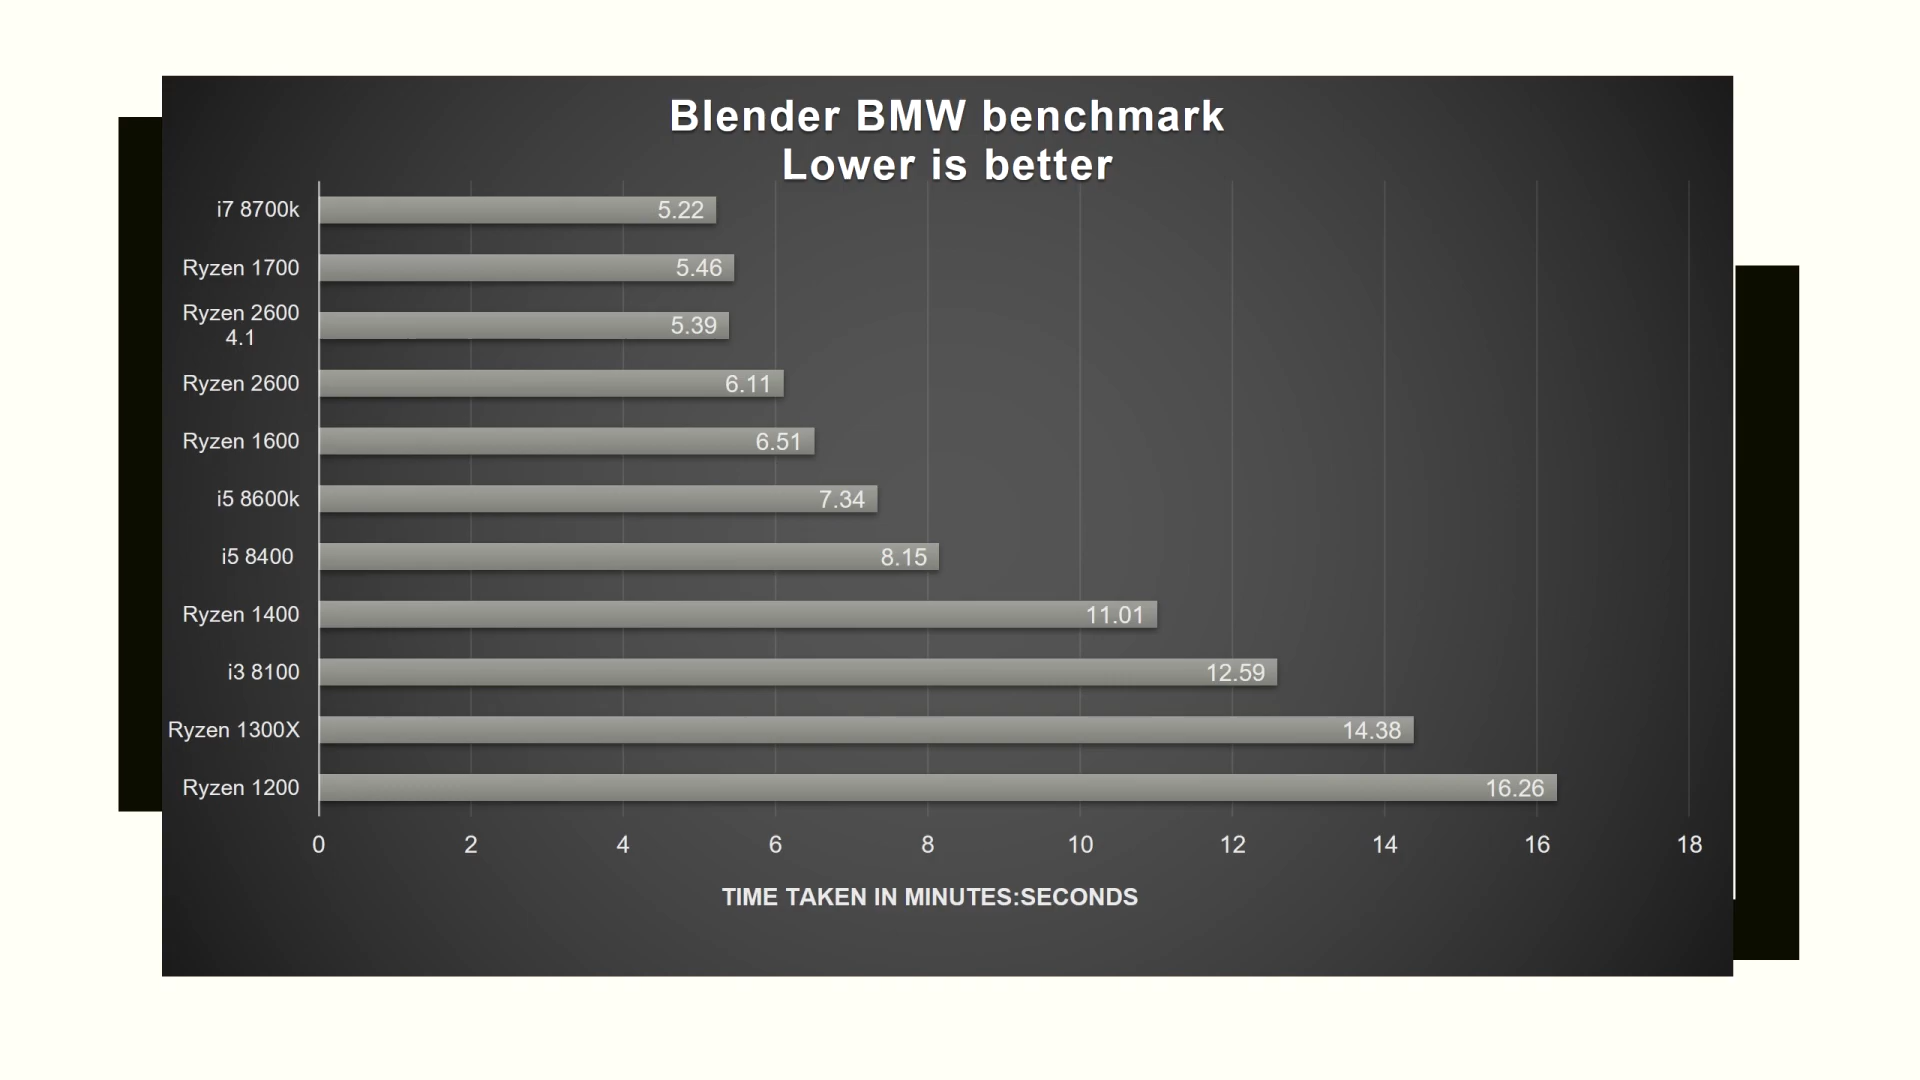 Blender BMW benchmark
Lower is better
i7 8700k 5.22
Ryzen 1700 5.46
Ryzen 2600
4.1 5.39
Ryzen 2600 6.11
Ryzen 1600 6.51
i5 8600k 7.34
i5 8400 8.15
Ryzen 1400 11.01
i3 8100 12.59
Ryzen 1300X 14.38
Ryzen 1200 16.26
0 2 4 6 8 10 12 14 16 18
TIME TAKEN IN MINUTES:SECONDS